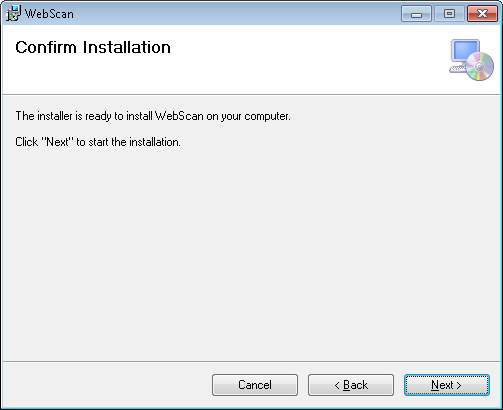 WebScan
Confirm Installation
The installer is ready to install WebScan on your computer.
Click "Next" to start the installation.
Cancel
< Back
Next >